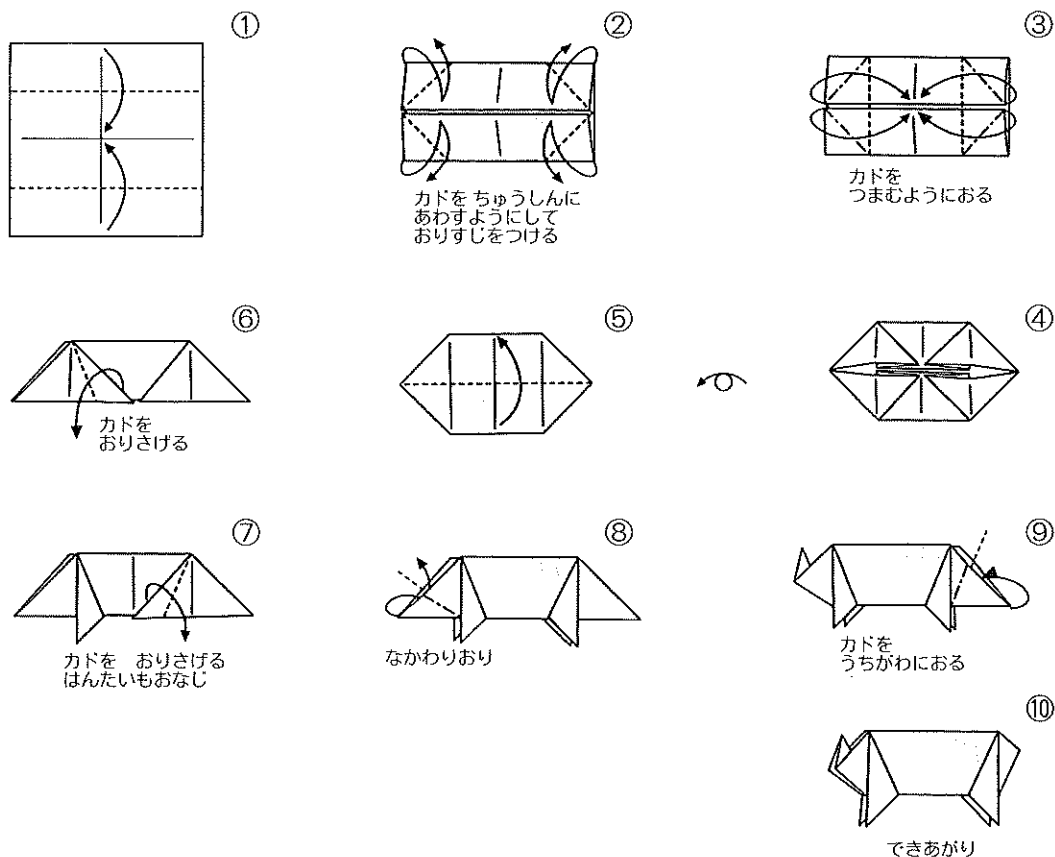 ①
②
カドを ちゅうしんに
あわすようにして
おりすじをつける
③
カドを
つまむようにおる
④
⑤
⑥
カドを
おりさげる
⑦
カドを おりさげる
はんたいもおなじ
⑧
なかわりおり
⑨
カドを
うちがわにおる
⑩
できあがり